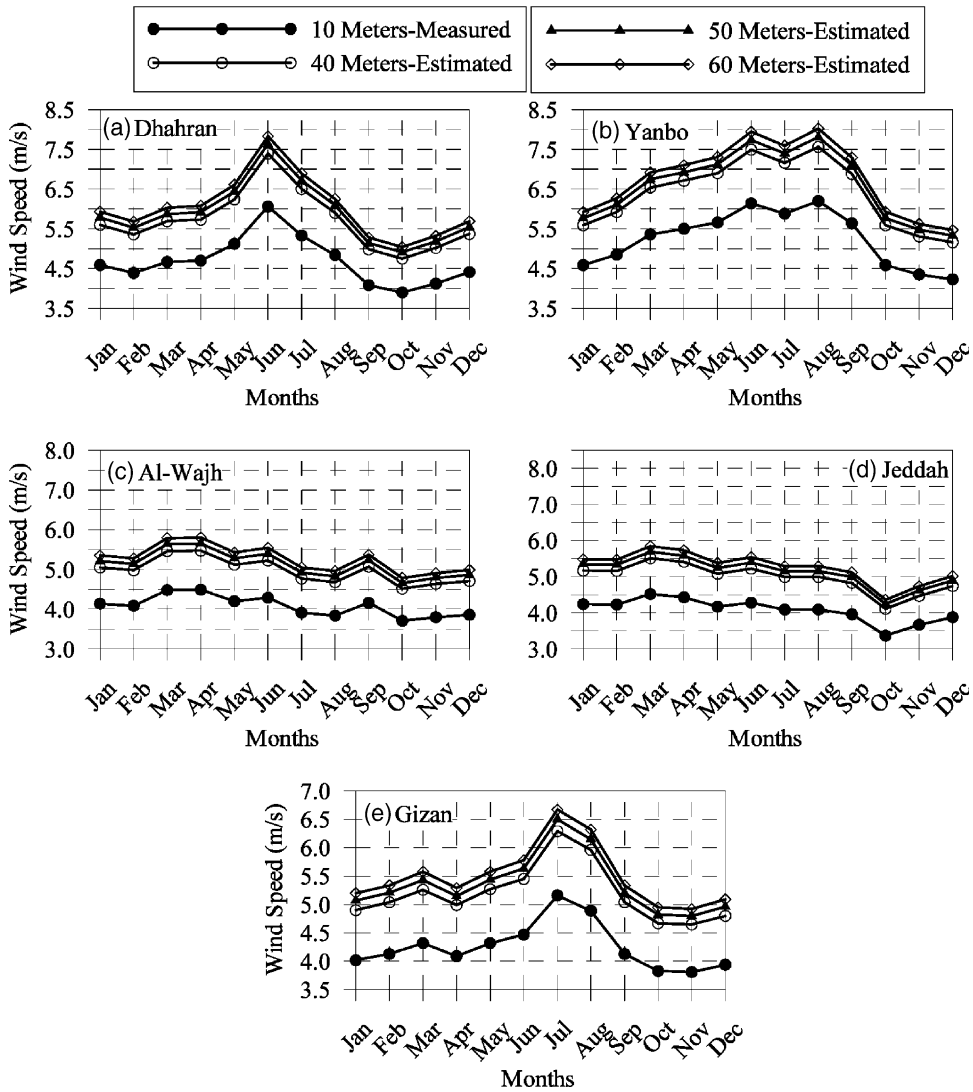 10 Meters-Measured
40 Meters-Estimated
50 Meters-Estimated
60 Meters-Estimated
(a) Dhahran
Wind Speed (m/s)
8.5
7.5
6.5
5.5
4.5
3.5
Jan Feb Mar Apr May Jun Jul Aug Sep Oct Nov Dec
Months
(b) Yanbo
8.5
7.5
6.5
5.5
4.5
3.5
Jan Feb Mar Apr May Jun Jul Aug Sep Oct Nov Dec
Months
(c) Al-Wajh
Wind Speed (m/s)
8.0
7.0
6.0
5.0
4.0
3.0
Jan Feb Mar Apr May Jun Jul Aug Sep Oct Nov Dec
Months
(d) Jeddah
8.0
7.0
6.0
5.0
4.0
3.0
Jan Feb Mar Apr May Jun Jul Aug Sep Oct Nov Dec
Months
(e) Gizan
Wind Speed (m/s)
7.0
6.5
6.0
5.5
5.0
4.5
4.0
3.5
Jan Feb Mar Apr May Jun Jul Aug Sep Oct Nov Dec
Months